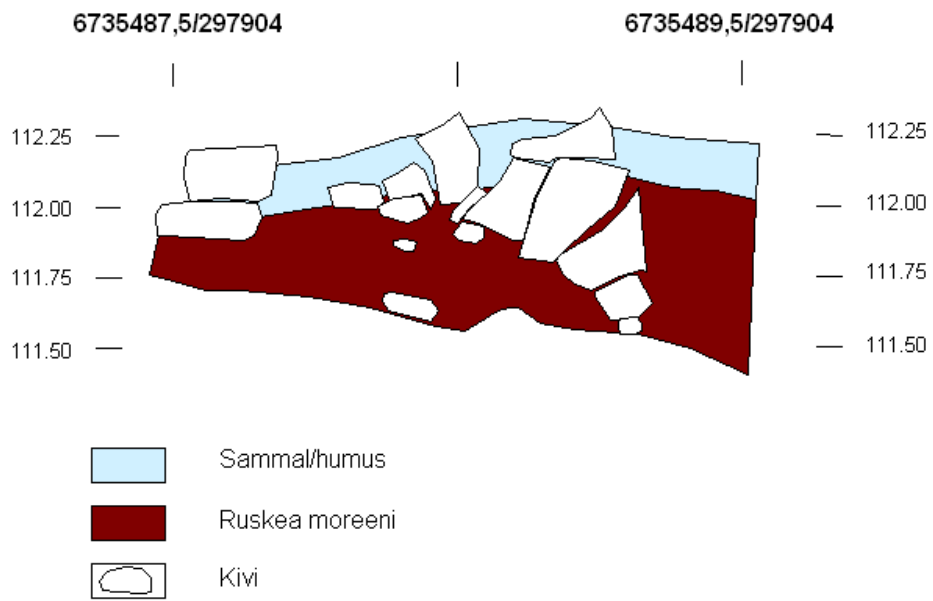 6735487,5/297904 6735489,5/297904
112.25 112.25
112.00 112.00
111.75 111.75
111.50 111.50
Sammal/humus
Ruskea moreeni
Kivi